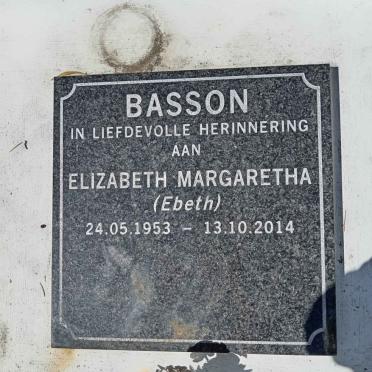 BASSON
IN LIEFDEVOLLE HERINNERING
AAN
ELIZABETH MARGARETHA
(Ebeth)
24.05.1953 – 13.10.2014